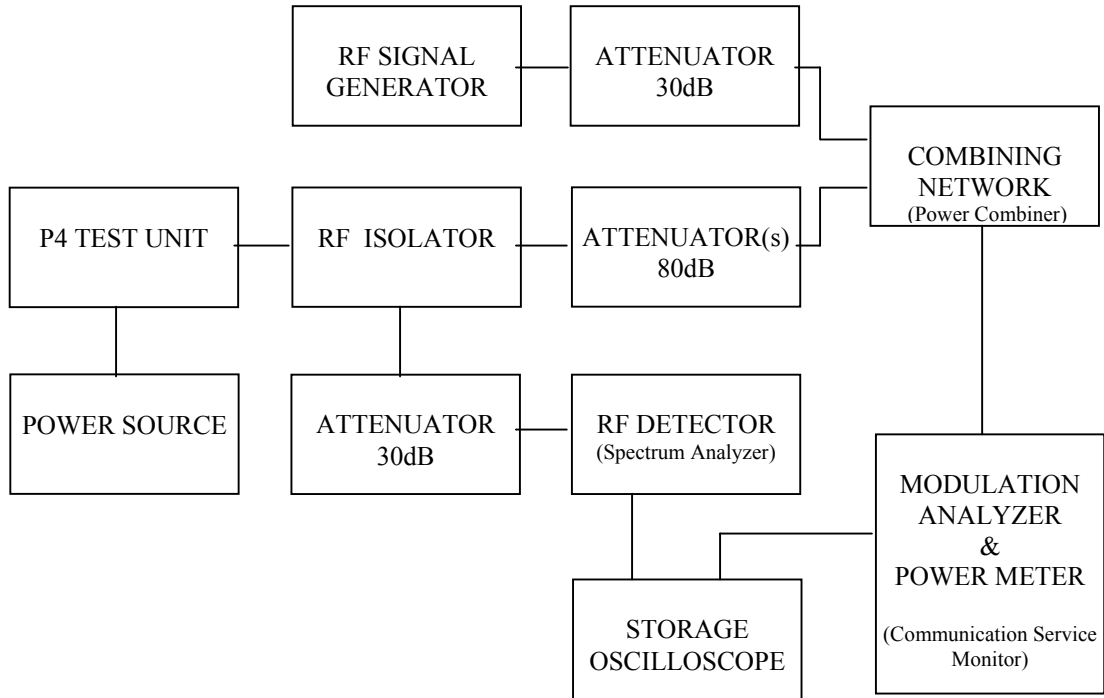 RF SIGNAL
GENERATOR
ATTENUATOR
30dB
COMBINING
NETWORK
(Power Combiner)
P4 TEST UNIT
RF ISOLATOR
ATTENUATOR(s)
80dB
POWER SOURCE
ATTENUATOR
30dB
RF DETECTOR
(Spectrum Analyzer)
MODULATION
ANALYZER
&
POWER METER
(Communication Service
Monitor)
STORAGE
OSCILLOSCOPE